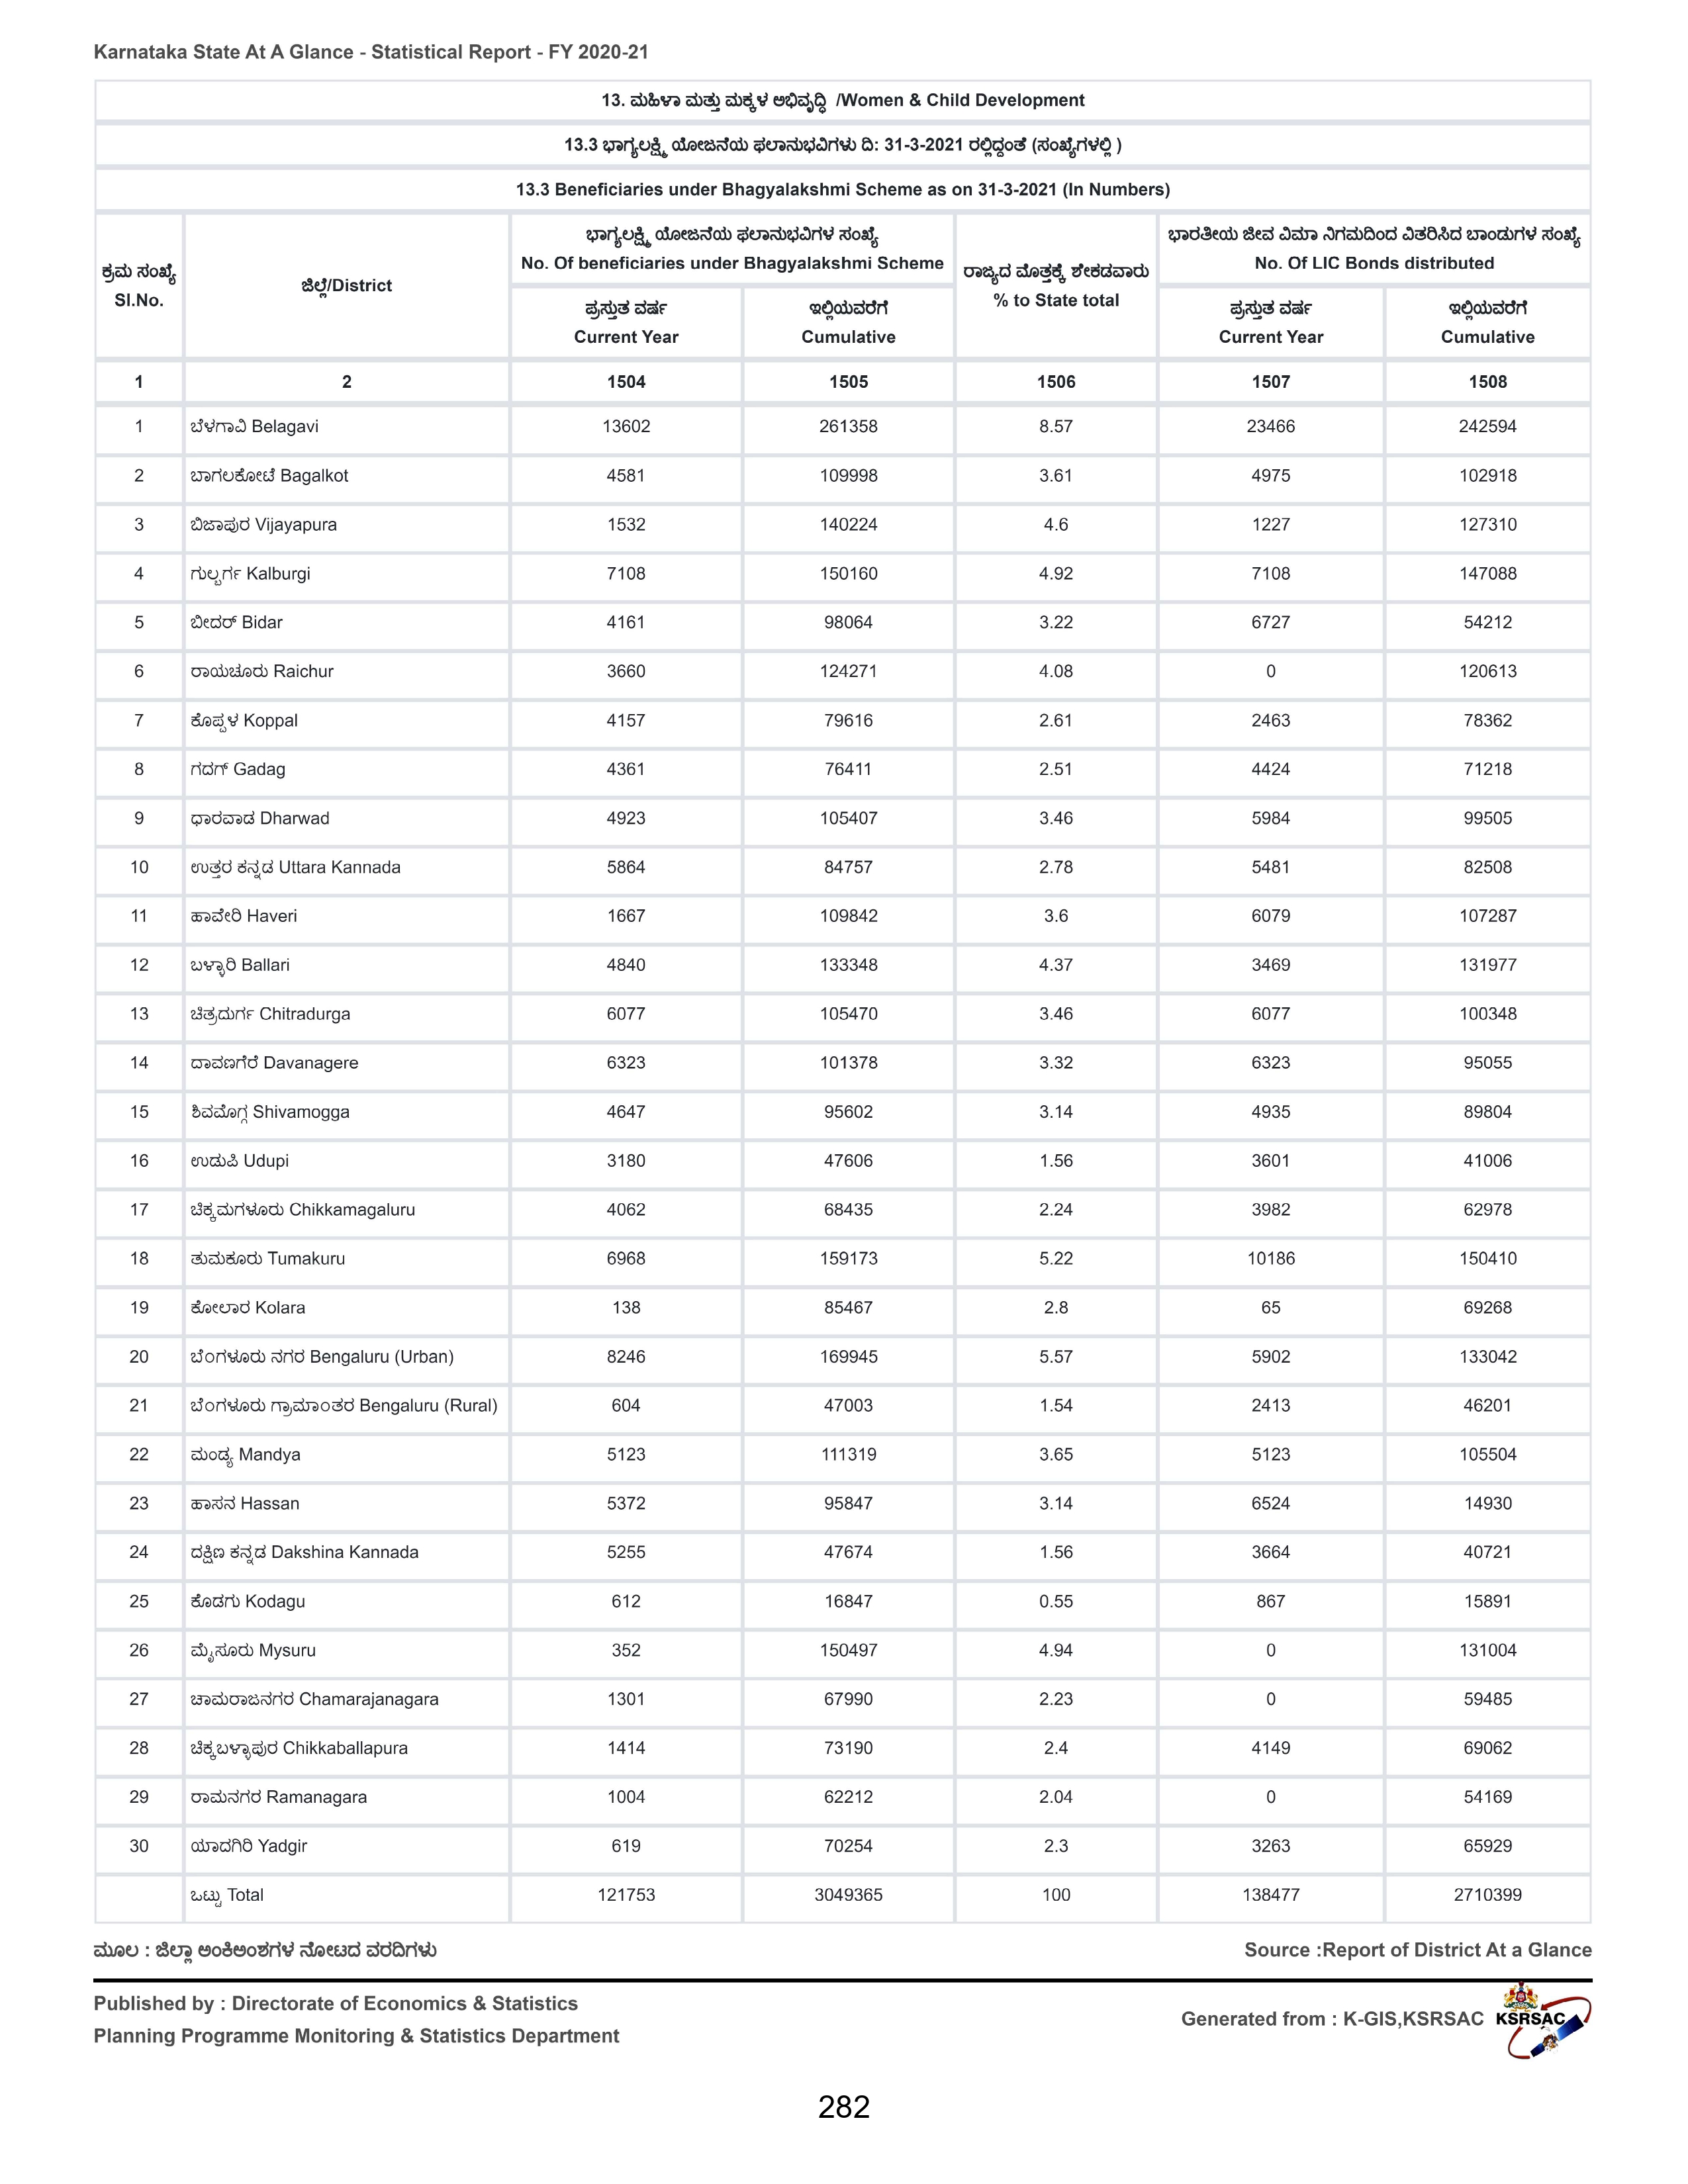 Karnataka State At A Glance - Statistical Report - FY 2020-21
13. ಮಹಿಳಾ ಮತ್ತು ಮಕ್ಕಳ ಅಭಿವೃದ್ಧಿ /Women & Child Development
13.3 ಭಾಗ್ಯಲಕ್ಷ್ಮಿ ಯೋಜನೆಯ ಫಲಾನುಭವಿಗಳು ದಿ: 31-3-2021 ರಲ್ಲಿದ್ದಂತೆ (ಸಂಖ್ಯೆಗಳಲ್ಲಿ )
13.3 Beneficiaries under Bhagyalakshmi Scheme as on 31-3-2021 (In Numbers)
ಕ್ರಮ ಸಂಖ್ಯೆ
Sl.No.
ಜಿಲ್ಲೆ/District
ಭಾಗ್ಯಲಕ್ಷ್ಮಿ ಯೋಜನೆಯ ಫಲಾನುಭವಿಗಳ ಸಂಖ್ಯೆ
No. Of beneficiaries under Bhagyalakshmi Scheme
ರಾಜ್ಯದ ಮೊತ್ತಕ್ಕೆ ಶೇಕಡವಾರು
% to State total
ಭಾರತೀಯ ಜೀವ ವಿಮಾ ನಿಗಮದಿಂದ ವಿತರಿಸಿದ ಬಾಂಡುಗಳ ಸಂಖ್ಯೆ
No. Of LIC Bonds distributed
ಪ್ರಸ್ತುತ ವರ್ಷ
Current Year
ಇಲ್ಲಿಯವರೆಗೆ
Cumulative
ಪ್ರಸ್ತುತ ವರ್ಷ
Current Year
ಇಲ್ಲಿಯವರೆಗೆ
Cumulative
1 2 1504 1505 1506 1507 1508
1 ಬೆಳಗಾವಿ Belagavi 13602 261358 8.57 23466 242594
2 ಬಾಗಲಕೋಟೆ Bagalkot 4581 109998 3.61 4975 102918
3 ಬಿಜಾಪುರ Vijayapura 1532 140224 4.6 1227 127310
4 ಗುಲ್ಬರ್ಗ Kalburgi 7108 150160 4.92 7108 147088
5 ಬೀದರ್ Bidar 4161 98064 3.22 6727 54212
6 ರಾಯಚೂರು Raichur 3660 124271 4.08 0 120613
7 ಕೊಪ್ಪಳ Koppal 4157 79616 2.61 2463 78362
8 ಗದಗ್ Gadag 4361 76411 2.51 4424 71218
9 ಧಾರವಾಡ Dharwad 4923 105407 3.46 5984 99505
10 ಉತ್ತರ ಕನ್ನಡ Uttara Kannada 5864 84757 2.78 5481 82508
11 ಹಾವೇರಿ Haveri 1667 109842 3.6 6079 107287
12 ಬಳ್ಳಾರಿ Ballari 4840 133348 4.37 3469 131977
13 ಚಿತ್ರದುರ್ಗ Chitradurga 6077 105470 3.46 6077 100348
14 ದಾವಣಗೆರೆ Davanagere 6323 101378 3.32 6323 95055
15 ಶಿವಮೊಗ್ಗ Shivamogga 4647 95602 3.14 4935 89804
16 ಉಡುಪಿ Udupi 3180 47606 1.56 3601 41006
17 ಚಿಕ್ಕಮಗಳೂರು Chikkamagaluru 4062 68435 2.24 3982 62978
18 ತುಮಕೂರು Tumakuru 6968 159173 5.22 10186 150410
19 ಕೋಲಾರ Kolara 138 85467 2.8 65 69268
20 ಬೆಂಗಳೂರು ನಗರ Bengaluru (Urban) 8246 169945 5.57 5902 133042
21 ಬೆಂಗಳೂರು ಗ್ರಾಮಾಂತರ Bengaluru (Rural) 604 47003 1.54 2413 46201
22 ಮಂಡ್ಯ Mandya 5123 111319 3.65 5123 105504
23 ಹಾಸನ Hassan 5372 95847 3.14 6524 14930
24 ದಕ್ಷಿಣ ಕನ್ನಡ Dakshina Kannada 5255 47674 1.56 3664 40721
25 ಕೊಡಗು Kodagu 612 16847 0.55 867 15891
26 ಮೈಸೂರು Mysuru 352 150497 4.94 0 131004
27 ಚಾಮರಾಜನಗರ Chamarajanagara 1301 67990 2.23 0 59485
28 ಚಿಕ್ಕಬಳ್ಳಾಪುರ Chikkaballapura 1414 73190 2.4 4149 69062
29 ರಾಮನಗರ Ramanagara 1004 62212 2.04 0 54169
30 ಯಾದಗಿರಿ Yadgir 619 70254 2.3 3263 65929
ಒಟ್ಟು Total 121753 3049365 100 138477 2710399
ಮೂಲ : ಜಿಲ್ಲಾ ಅಂಕಿಅಂಶಗಳ ನೋಟದ ವರದಿಗಳು Source :Report of District At a Glance
Published by : Directorate of Economics & Statistics
Planning Programme Monitoring & Statistics Department
Generated from : K-GIS,KSRSAC
KSRSAC
282